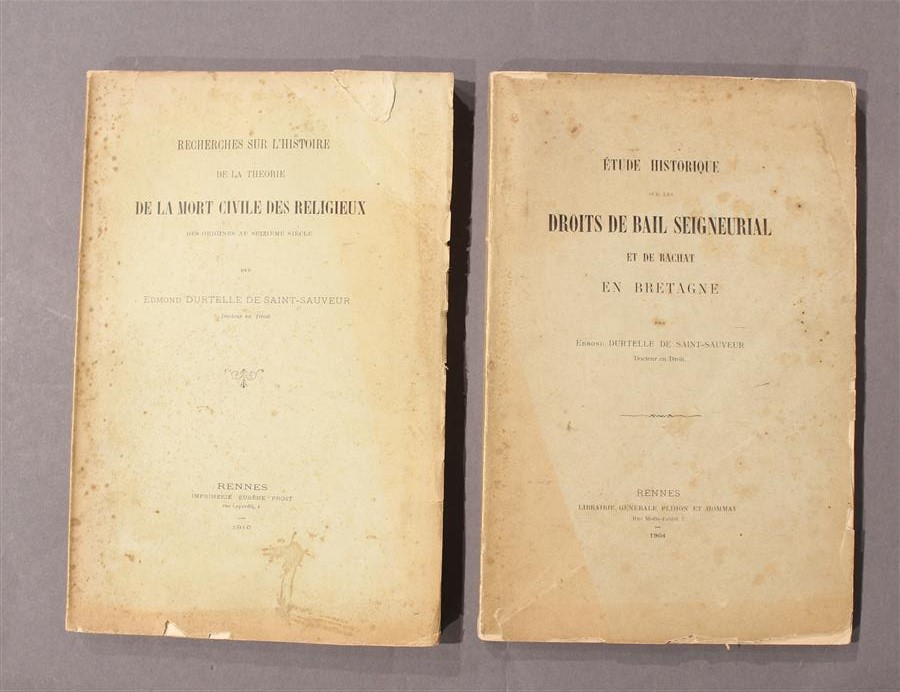 RECHERCHES SUR L'HISTOIRE
DE LA THÉORIE
DE LA MORT CIVILE DES RELIGIEUX
DES ORIGINES AU SEIZIÈME SIÈCLE
PAR
EDMOND DURTELLE DE SAINT-SAUVEUR
Docteur en Droit
RENNES
IMPRIMERIE EUGÈNE PROST
1910
ÉTUDE HISTORIQUE
SUR LES
DROITS DE BAIL SEIGNEURIAL
ET DE RACHAT
EN BRETAGNE
PAR
EDMOND DURTELLE DE SAINT-SAUVEUR
Docteur en Droit.
RENNES
LIBRAIRIE GÉNÉRALE PLIHON ET HOMMAY
1904